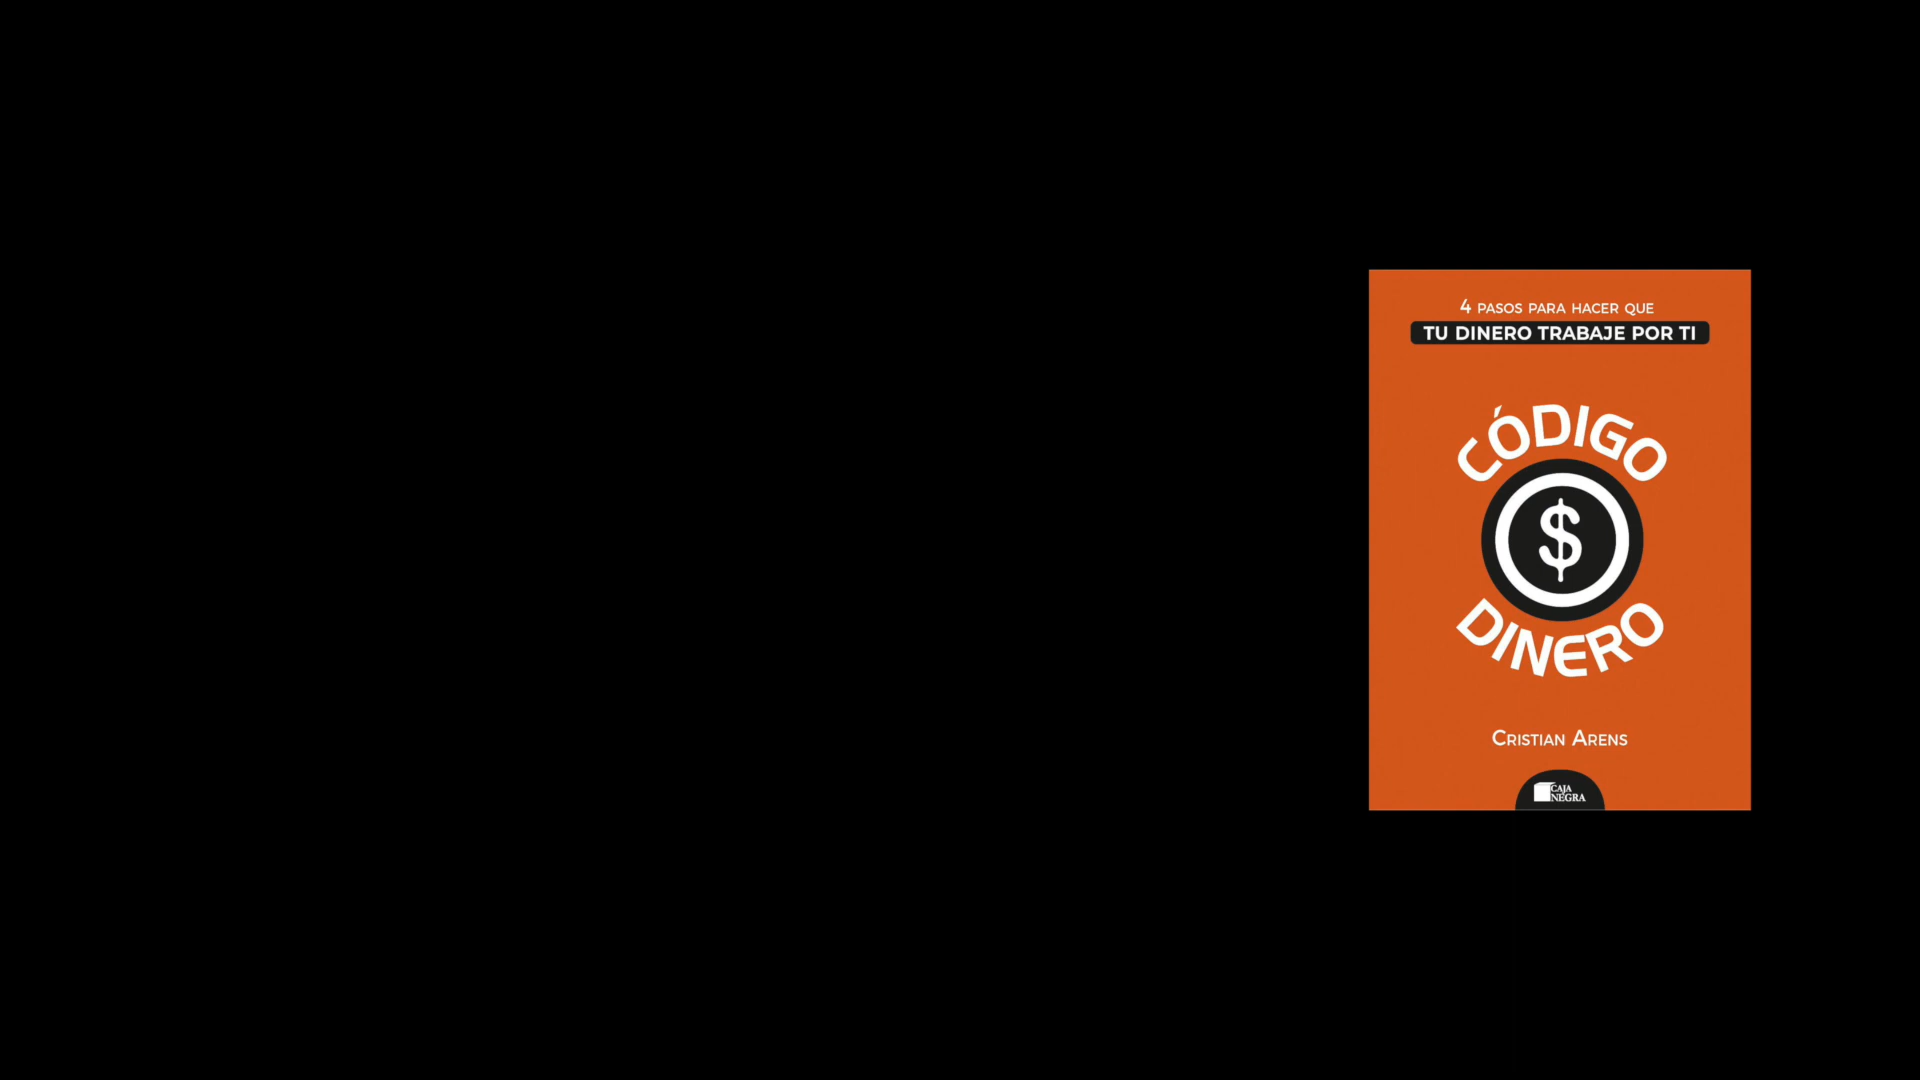 4 PASOS PARA HACER QUE
TU DINERO TRABAJE POR TI
CÓDIGO
$
DINERO
CRISTIAN ARENS
CAJA
NEGRA